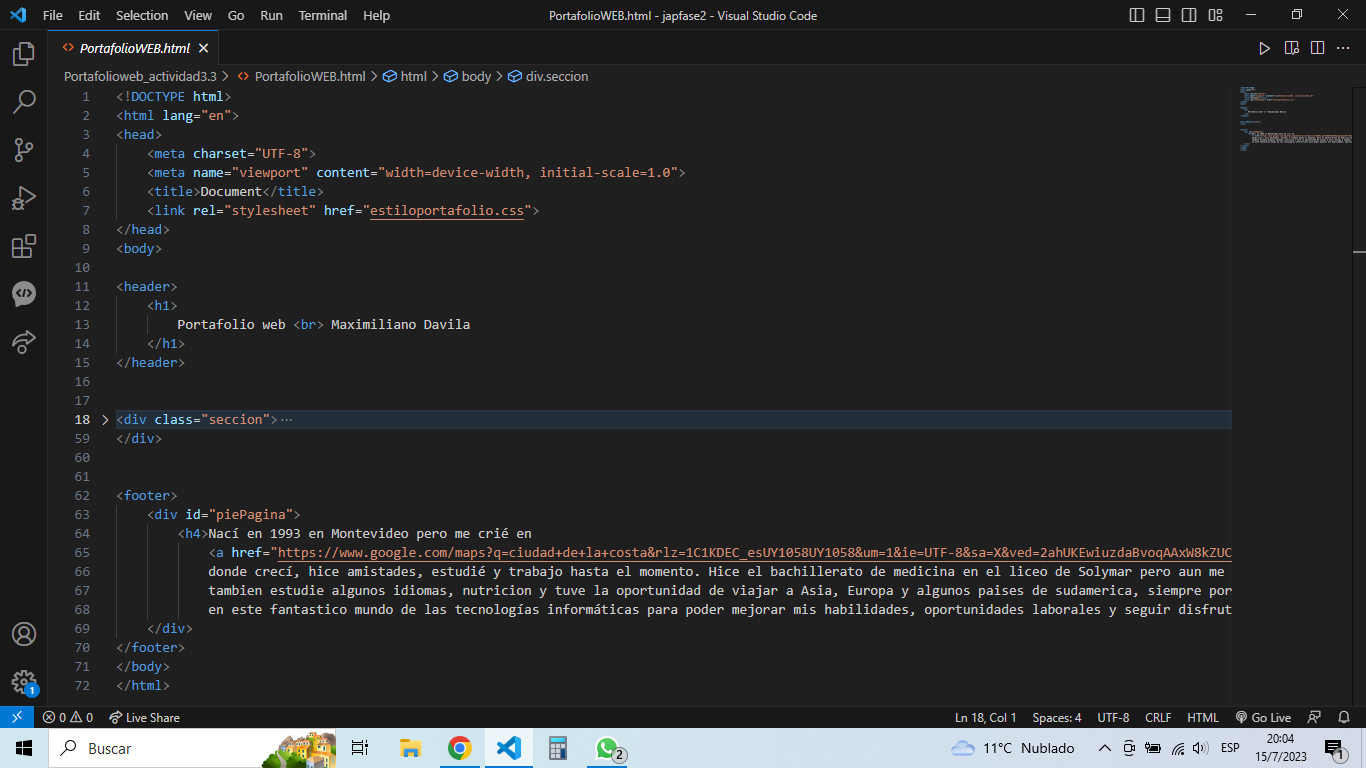 File Edit Selection View Go Run Terminal Help PortafolioWEB.html - japfase2 - Visual Studio Code
PortafolioWEB.html
Portafolioweb_actividad3.3 > PortafolioWEB.html > html > body > div.seccion
1 <!DOCTYPE html>
2 <html lang="en">
3 <head>
4 <meta charset="UTF-8">
5 <meta name="viewport" content="width=device-width, initial-scale=1.0">
6 <title>Document</title>
7 <link rel="stylesheet" href="estiloportafolio.css">
8 </head>
9 <body>
10
11 <header>
12 <h1>
13 Portafolio web <br> Maximiliano Davila
14 </h1>
15 </header>
16
17
18 <div class="seccion"> ...
59 </div>
60
61
62 <footer>
63 <div id="piePagina">
64 <h4>Nací en 1993 en Montevideo pero me crié en
65 <a href="https://www.google.com/maps?q=ciudad+de+la+costa&rlz=1C1KDEC_esUY1058UY1058&um=1&ie=UTF-8&sa=X&ved=2ahUKEwiuzdaBvoqAAxW8kZUC
66 donde crecí, hice amistades, estudié y trabajo hasta el momento. Hice el bachillerato de medicina en el liceo de Solymar pero aun me
67 tambien estudie algunos idiomas, nutricion y tuve la oportunidad de viajar a Asia, Europa y algunos paises de sudamerica, siempre por
68 en este fantastico mundo de las tecnologías informáticas para poder mejorar mis habilidades, oportunidades laborales y seguir disfrut
69 </div>
70 </footer>
71 </body>
72 </html>
1
0 0 Live Share Ln 18, Col 1 Spaces: 4 UTF-8 CRLF HTML Go Live
Buscar 2 11°C Nublado ESP 20:04
15/7/2023 1